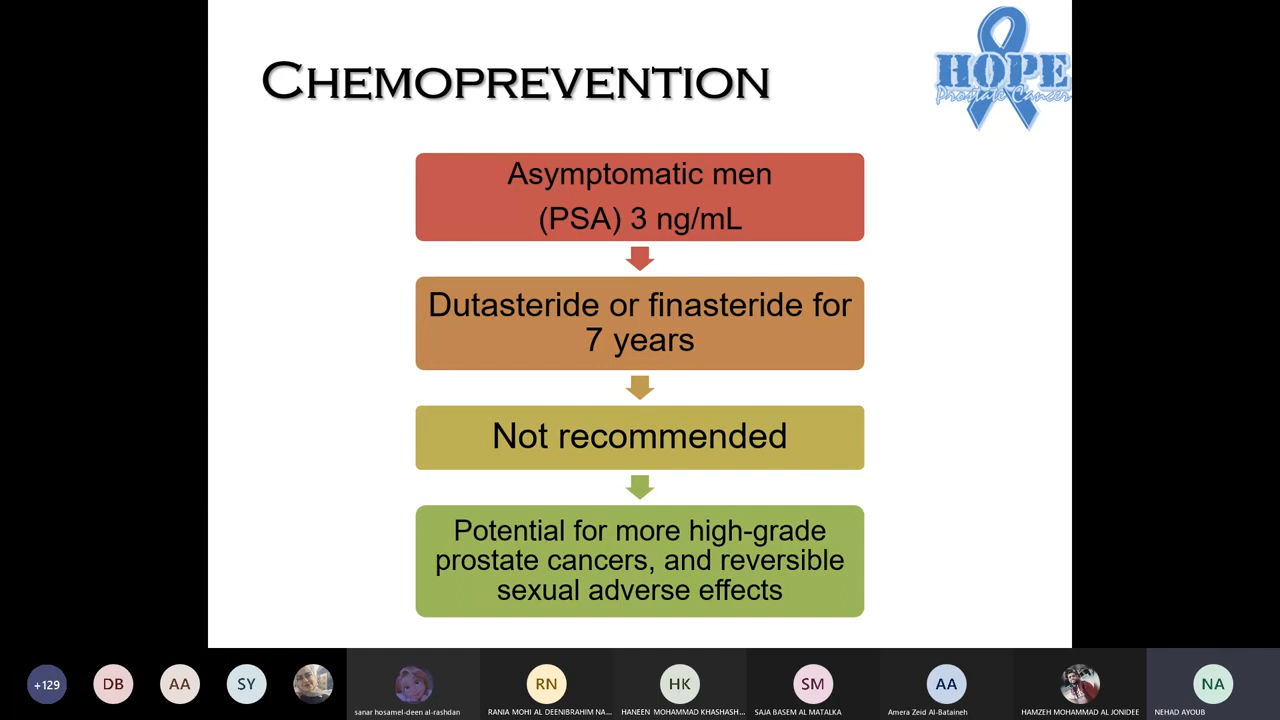 CHEMOPREVENTION
HOPE
Prostate Cancer
Asymptomatic men
(PSA) 3 ng/mL
Dutasteride or finasteride for
7 years
Not recommended
Potential for more high-grade
prostate cancers, and reversible
sexual adverse effects
+129
DB
AA
SY
RN
HK
SM
AA
NA
sanar hosamel-deen al-rashdan
RANIA MOHI AL DEENIBRAHIM NA...
HANEEN MOHAMMAD KHASHASH...
SAJA BASEM AL MATALKA
Amera Zeid Al-Bataineh
HAMZEH MOHAMMAD AL JONIDEE
NEHAD AYOUB